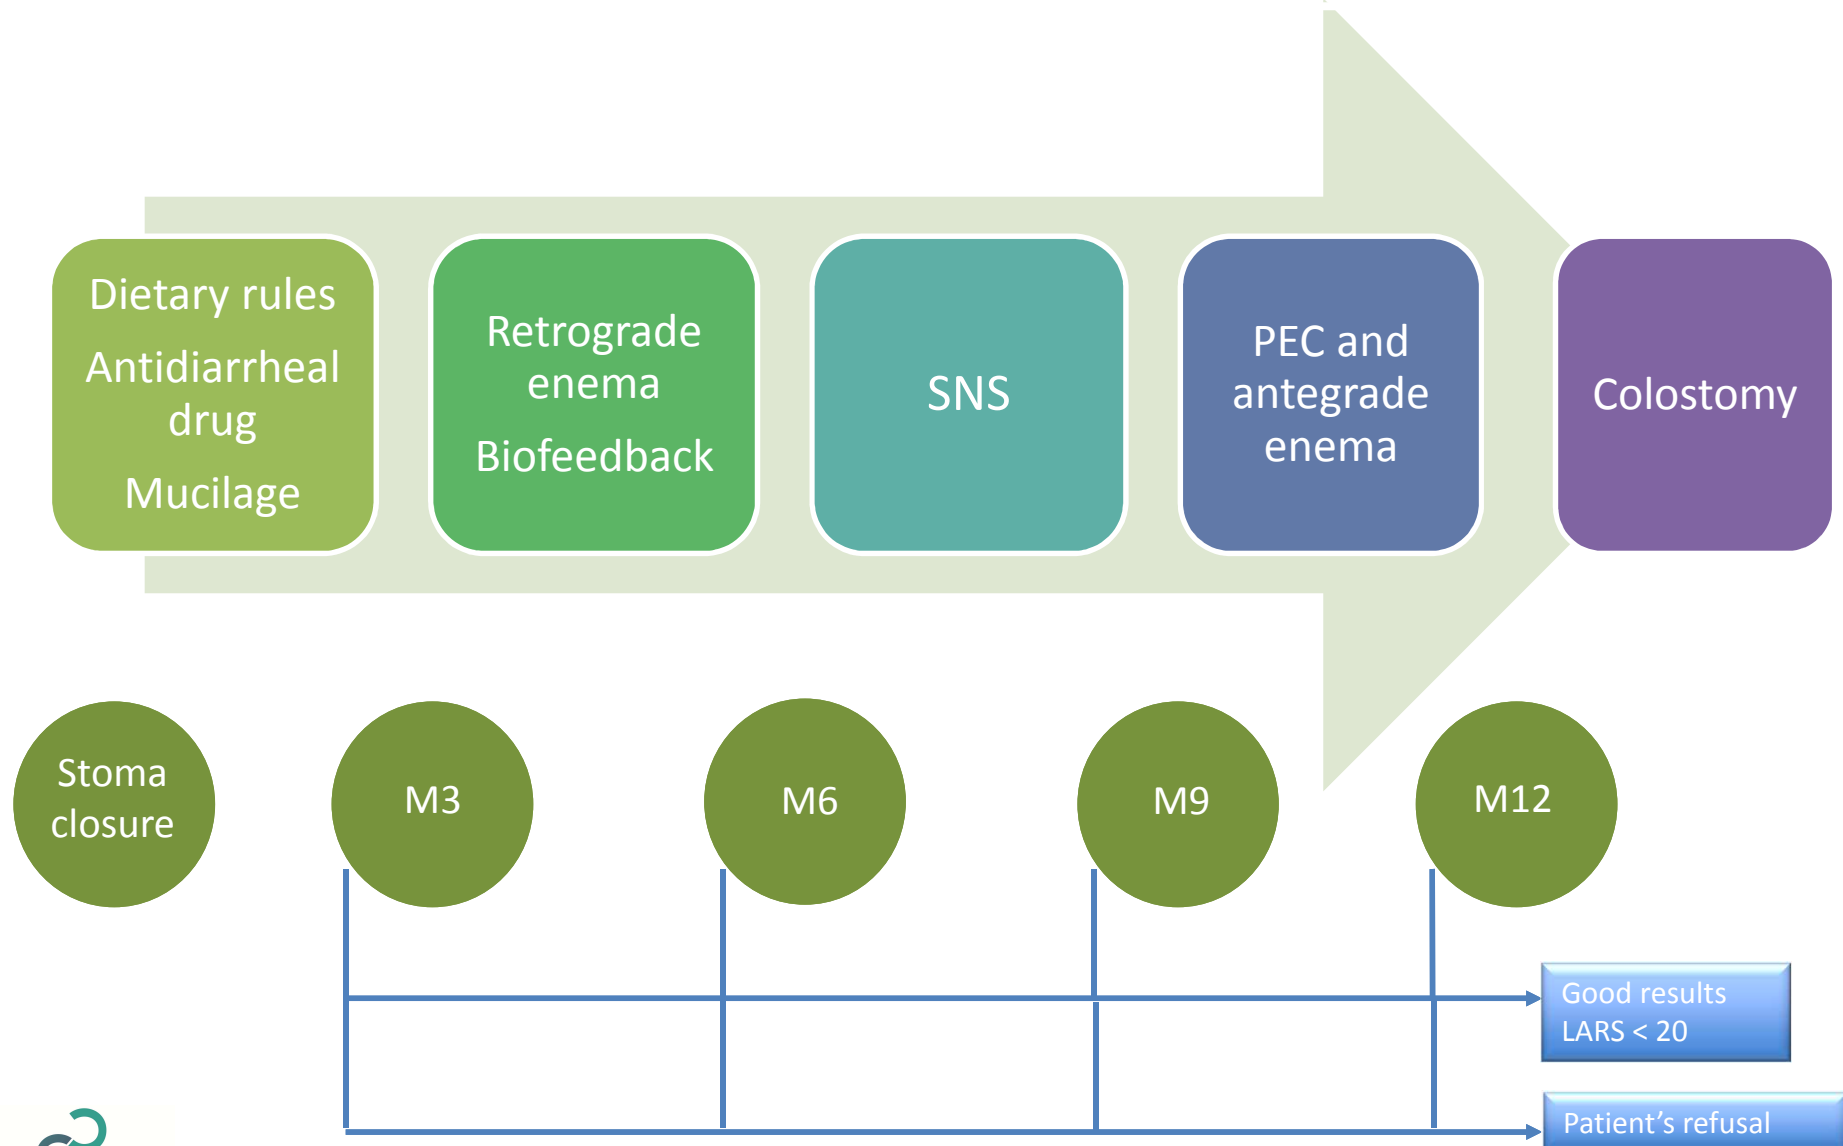 Dietary rules
Antidiarrheal
drug
Mucilage
Retrograde
enema
Biofeedback
SNS
PEC and
antegrade
enema
Colostomy
Stoma
closure
M3
M6
M9
M12
Good results
LARS < 20
Patient's refusal